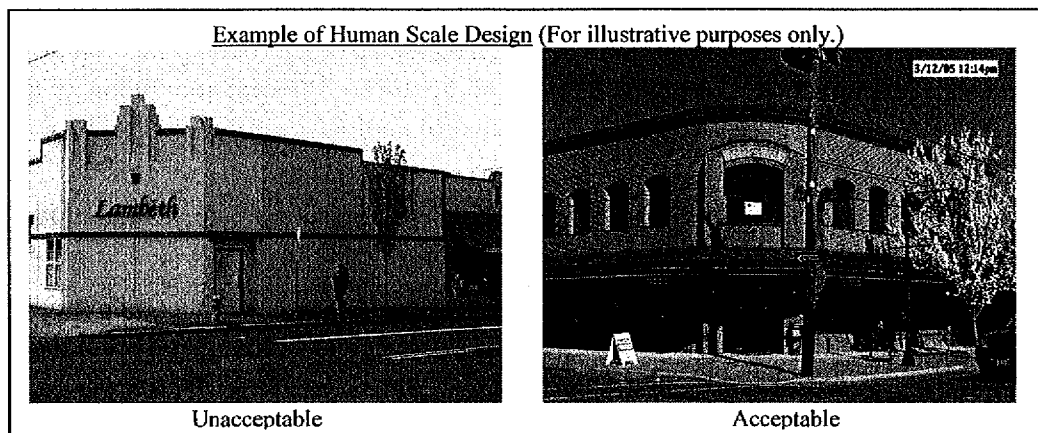 Example of Human Scale Design (For illustrative purposes only.)
3/12/05 12:14pm
Lambeth
Unacceptable
Acceptable